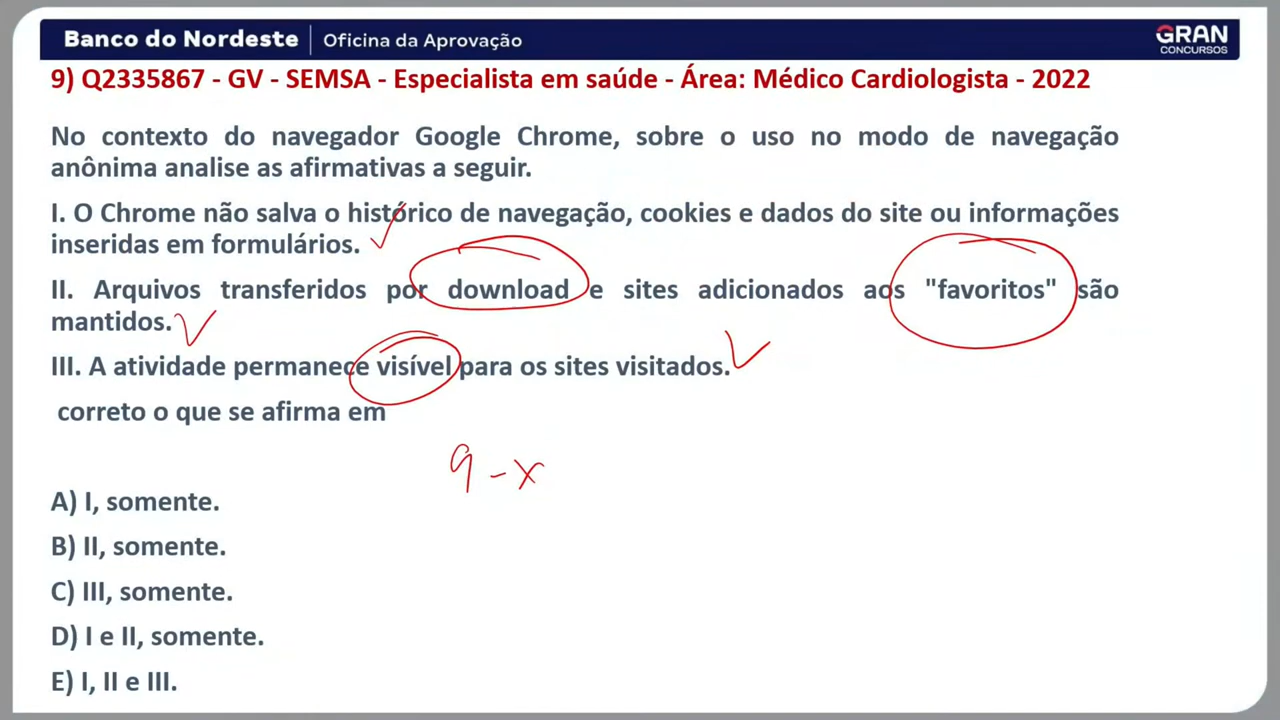 Banco do Nordeste | Oficina da Aprovação
GRAN
CONCURSOS
9) Q2335867 - GV - SEMSA - Especialista em saúde - Área: Médico Cardiologista - 2022
No contexto do navegador Google Chrome, sobre o uso no modo de navegação
anônima analise as afirmativas a seguir.
I. O Chrome não salva o histórico de navegação, cookies e dados do site ou informações
inseridas em formulários.
II. Arquivos transferidos por download e sites adicionados aos "favoritos" são
mantidos.
III. A atividade permanece visível para os sites visitados.
correto o que se afirma em
9 - x
A) I, somente.
B) II, somente.
C) III, somente.
D) I e II, somente.
E) I, II e III.